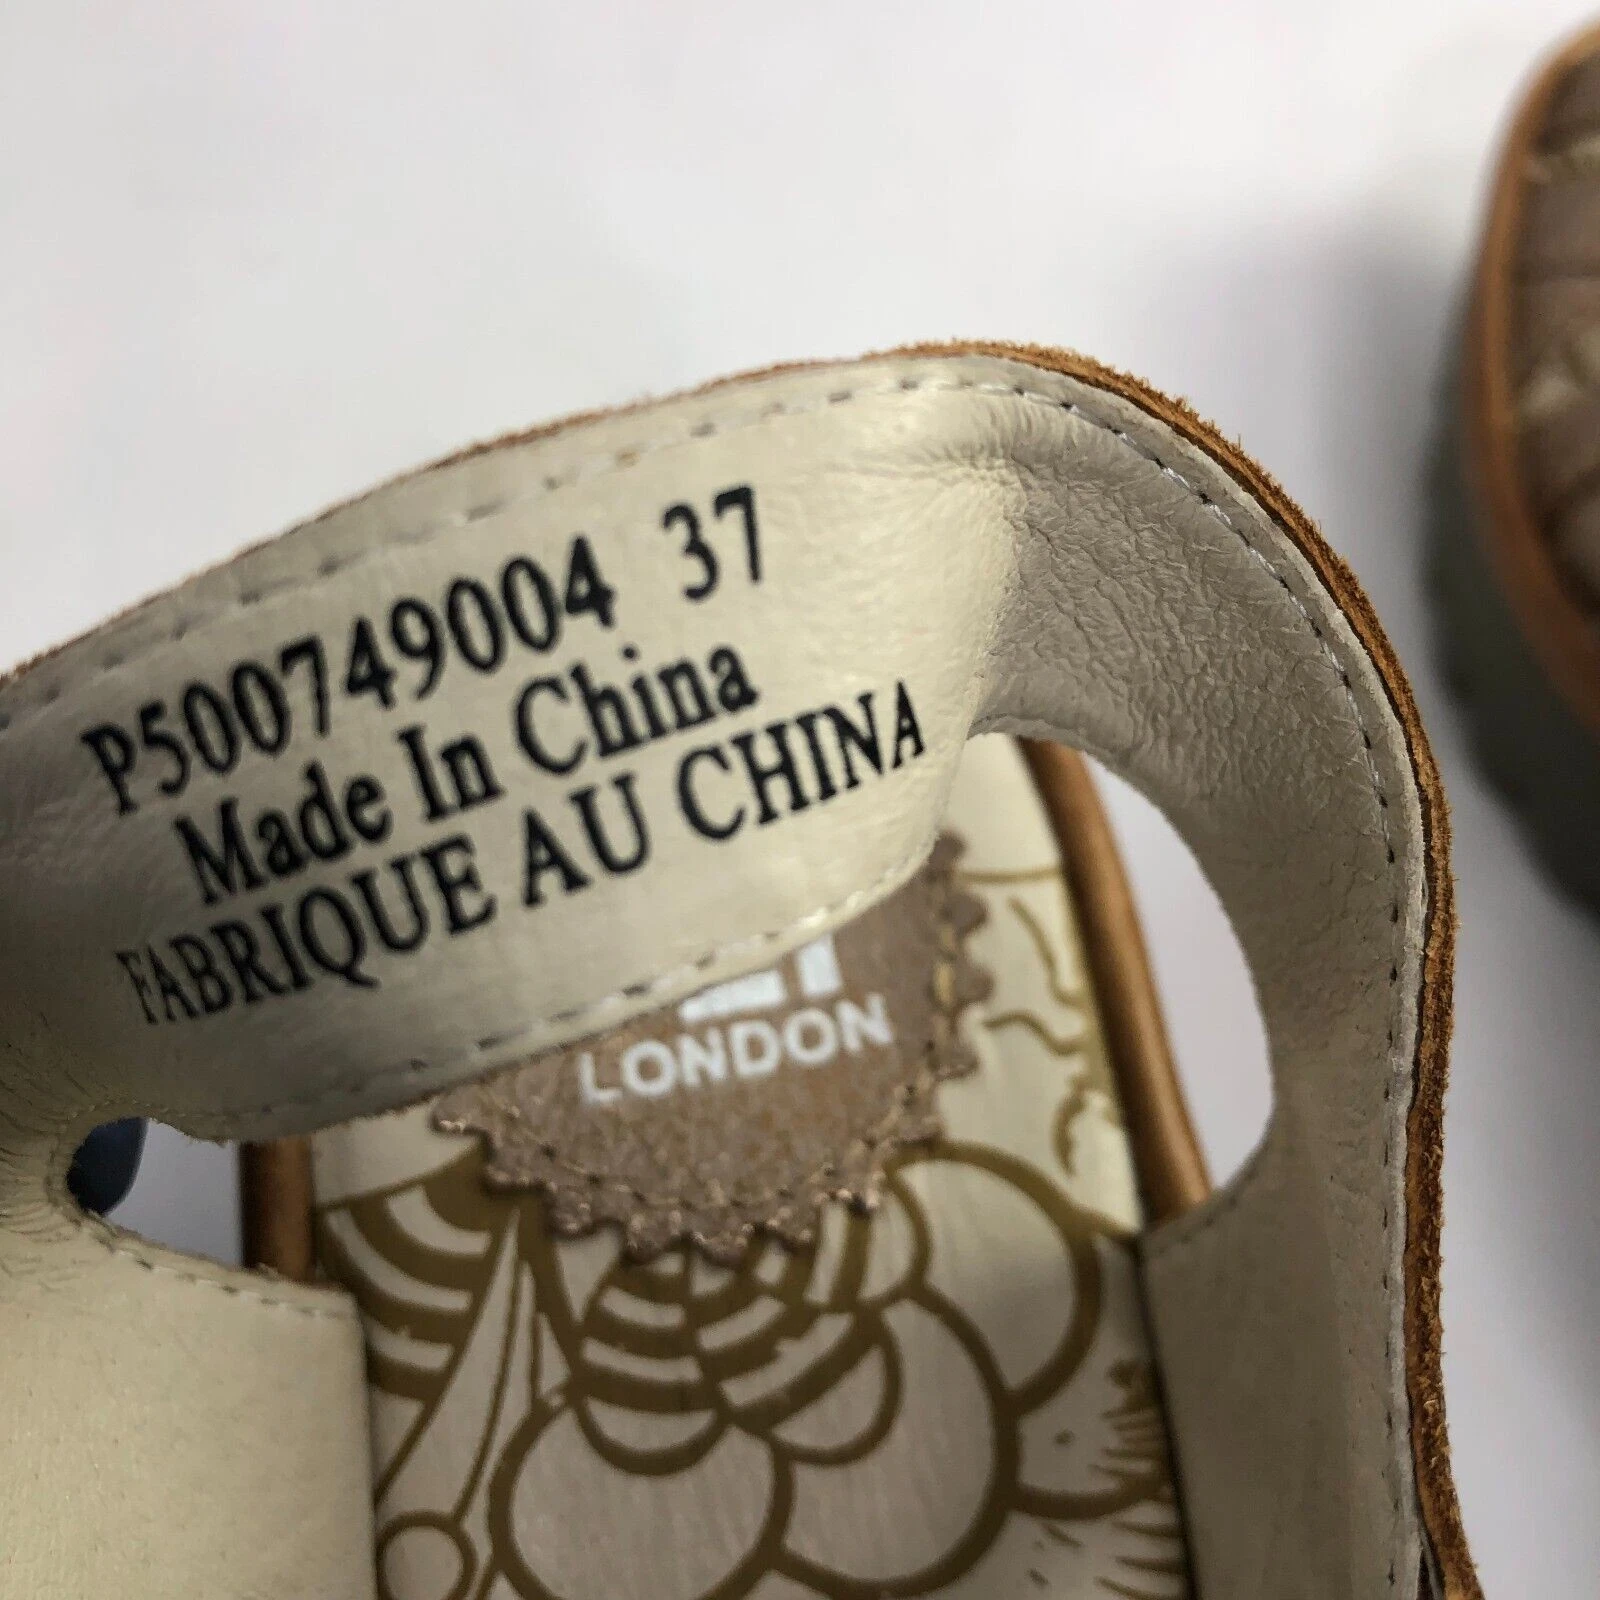 P500749004 37
Made In China
FABRIQUE AU CHINA
LONDON